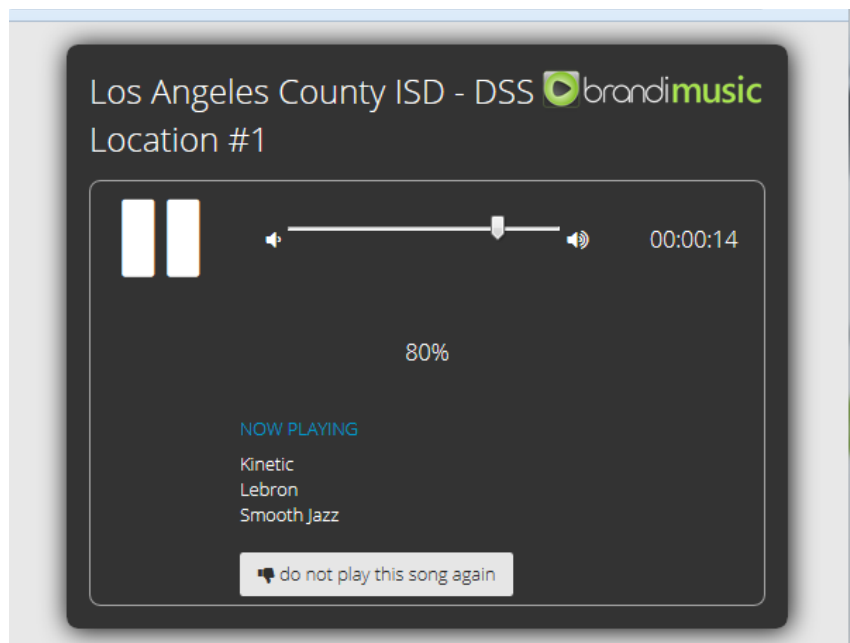 Los Angeles County ISD - DSS
Location #1
brandimusic
00:00:14
80%
NOW PLAYING
Kinetic
Lebron
Smooth Jazz
do not play this song again